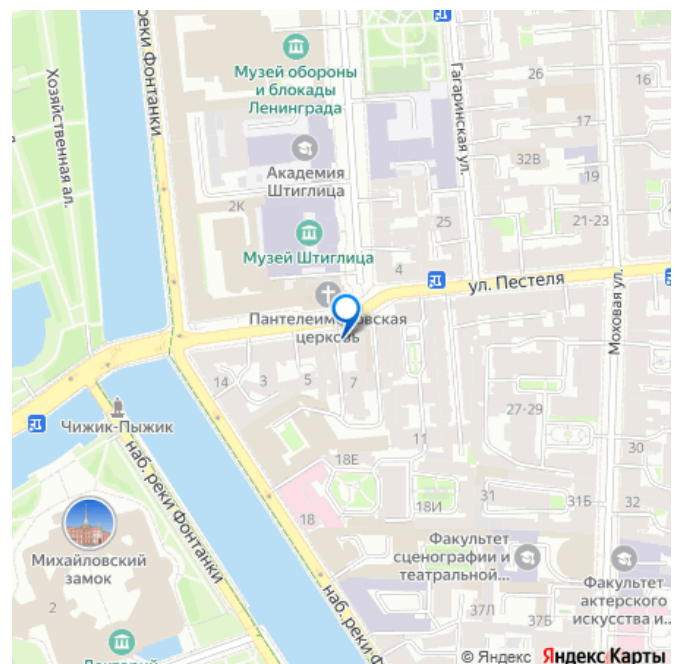 Хозяйственная ал.
реки Фонтанки
Музей обороны
и блокады
Ленинграда
Гагаринская ул.
26
16
17
Академия
Штиглица
32В
19
2К
25
21-23
Музей Штиглица
4
ул. Пестеля
Моховая ул.
Пантелеимоновская
церковь
14
3
5
7
27-29
Чижик-Пыжик
наб. реки Фонтанки
11
30
18Е
18
18И
31
31Б
32
Михайловский
замок
Факультет
сценографии и
театральной...
Факультет
актерского
искусства и...
2
37Л
37Б
наб. реки
© Яндекс Яндекс Карты